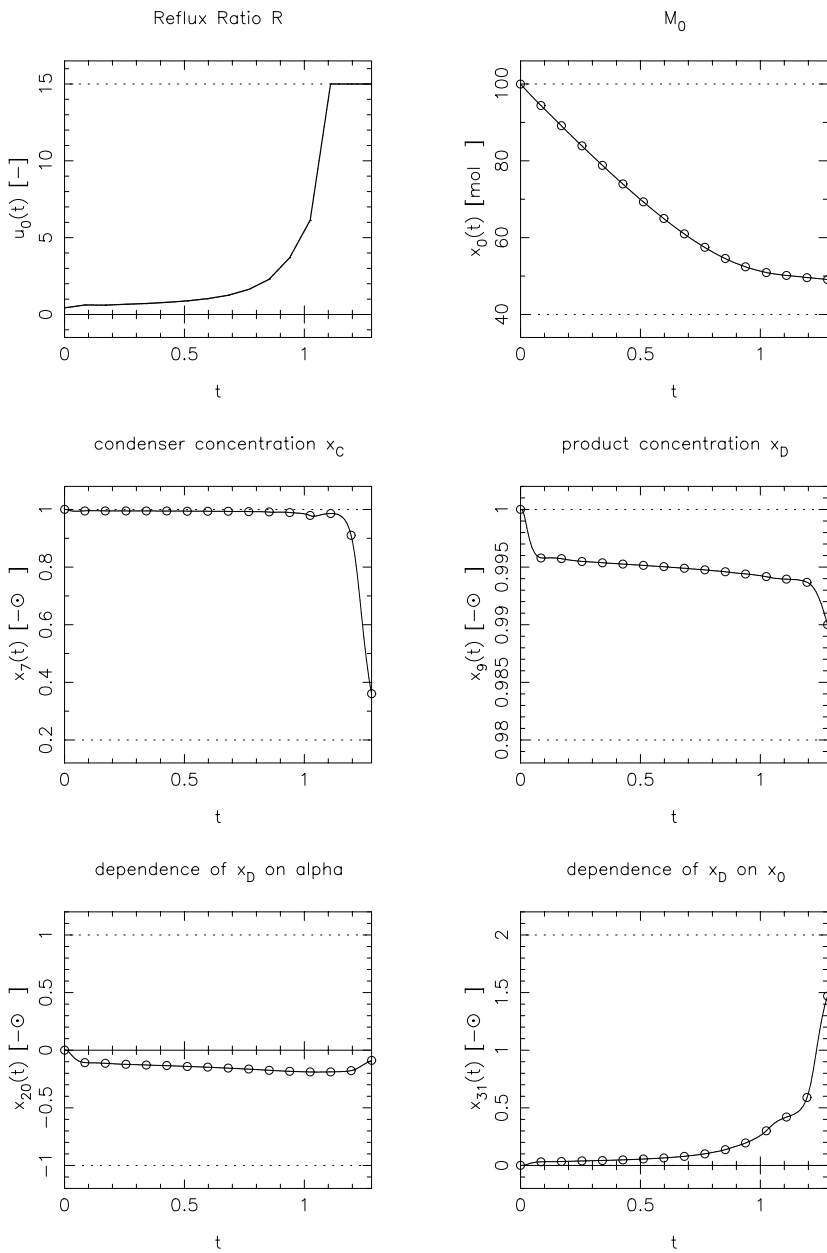 Reflux Ratio R
u0(t) [-]
15
10
5
0
0
0.5
1
t
M0
x0(t) [mol ]
100
80
60
40
0
0.5
1
t
condenser concentration xC
x7(t) [-⊙ ]
1
0.8
0.6
0.4
0.2
0
0.5
1
t
product concentration xD
x9(t) [-⊙ ]
1
0.995
0.99
0.985
0.98
0
0.5
1
t
dependence of xD on alpha
x20(t) [-⊙ ]
1
0.5
0
-0.5
-1
0
0.5
1
t
dependence of xD on x0
x31(t) [-⊙ ]
2
1.5
1
0.5
0
0
0.5
1
t